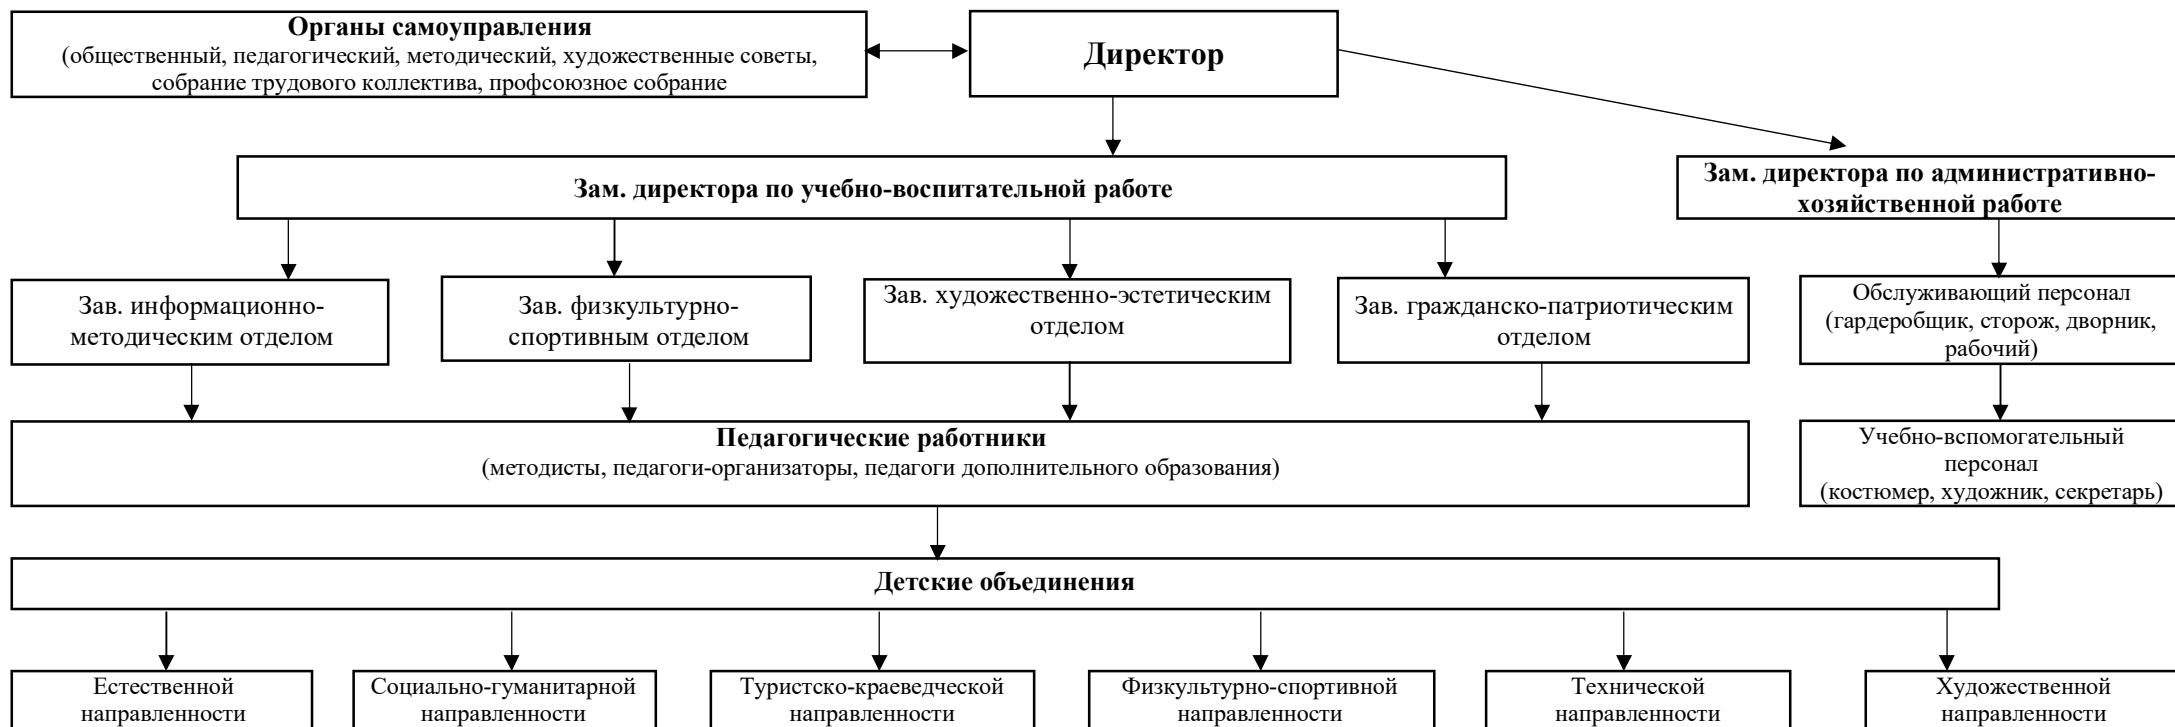 Органы самоуправления
(общественный, педагогический, методический, художественные советы,
собрание трудового коллектива, профсоюзное собрание
Директор
Зам. директора по учебно-воспитательной работе
Зам. директора по административно-
хозяйственной работе
Зав. информационно-
методическим отделом
Зав. физкультурно-
спортивным отделом
Зав. художественно-эстетическим
отделом
Зав. гражданско-патриотическим
отделом
Обслуживающий персонал
(гардеробщик, сторож, дворник,
рабочий)
Педагогические работники
(методисты, педагоги-организаторы, педагоги дополнительного образования)
Учебно-вспомогательный
персонал
(костюмер, художник, секретарь)
Детские объединения
Естественной
направленности
Социально-гуманитарной
направленности
Туристско-краеведческой
направленности
Физкультурно-спортивной
направленности
Технической
направленности
Художественной
направленности